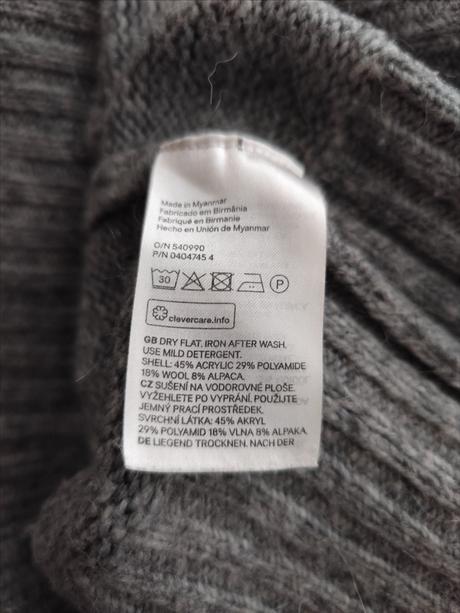 Made in Myanmar
Fabricado em Birmânia
Fabriqué en Birmanie
Hecho en Unión de Myanmar
O/N 540990
P/N 0404745 4
30
P
clevercare.info
GB DRY FLAT. IRON AFTER WASH.
USE MILD DETERGENT.
SHELL: 45% ACRYLIC 29% POLYAMIDE
18% WOOL 8% ALPACA.
CZ SUŠENÍ NA VODOROVNÉ PLOŠE.
VYŽEHLETE PO VYPRÁNÍ. POUŽIJTE
JEMNÝ PRACÍ PROSTŘEDEK.
SVRCHNÍ LÁTKA: 45% AKRYL
29% POLYAMID 18% VLNA 8% ALPAKA.
DE LIEGEND TROCKNEN. NACH DER